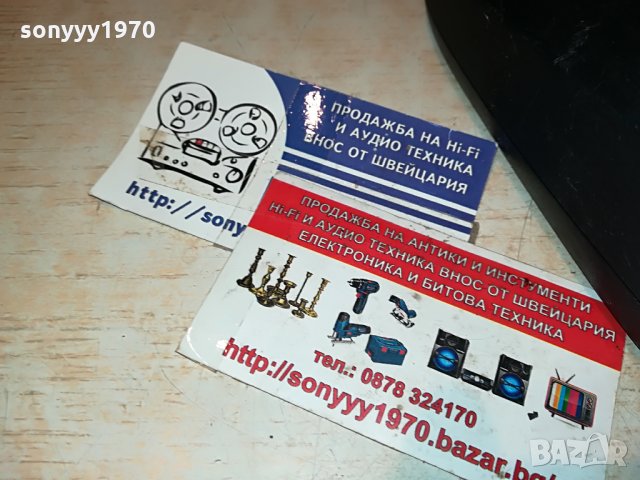 sonyyy1970
ПРОДАЖБА НА Hi-Fi
И АУДИО ТЕХНИКА
ВНОС ОТ ШВЕЙЦАРИЯ
http://sony
ПРОДАЖБА НА АНТИКИ И ИНСТУМЕНТИ
Hi-Fi И АУДИО ТЕХНИКА ВНОС ОТ ШВЕЙЦАРИЯ
ЕЛЕКТРОНИКА И БИТОВА ТЕХНИКА
тел.: 0878 324170
http://sonyyy1970.bazar.bg/
BAZAR